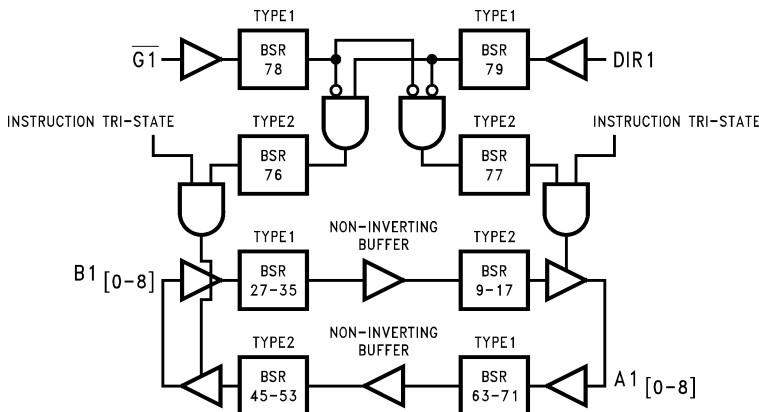 TYPE1
TYPE1
G1
BSR
78
BSR
79
DIR1
INSTRUCTION TRI-STATE
INSTRUCTION TRI-STATE
TYPE2
TYPE2
BSR
76
BSR
77
TYPE1
NON-INVERTING
BUFFER
TYPE2
B1 [0-8]
BSR
27-35
BSR
9-17
TYPE2
NON-INVERTING
BUFFER
TYPE1
BSR
45-53
BSR
63-71
A1 [0-8]